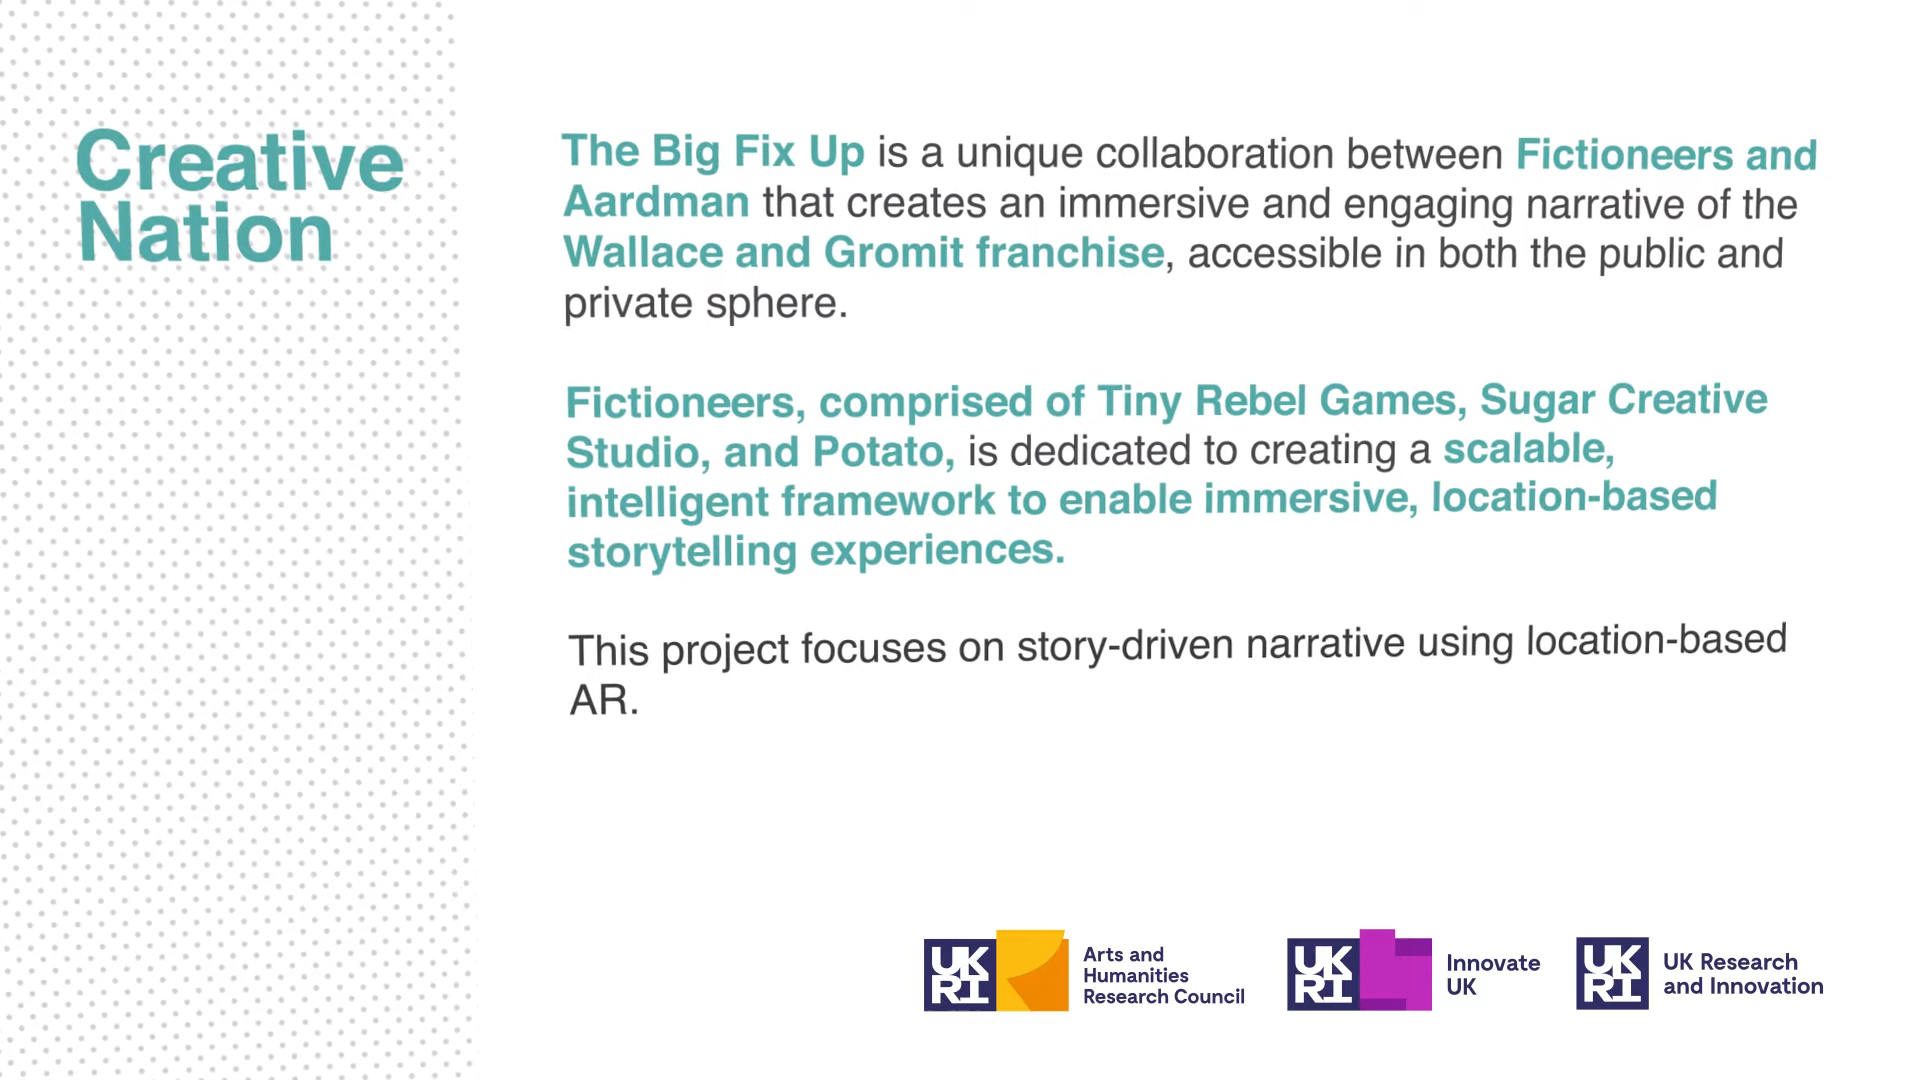 Creative
Nation
The Big Fix Up is a unique collaboration between Fictioneers and
Aardman that creates an immersive and engaging narrative of the
Wallace and Gromit franchise, accessible in both the public and
private sphere.
Fictioneers, comprised of Tiny Rebel Games, Sugar Creative
Studio, and Potato, is dedicated to creating a scalable,
intelligent framework to enable immersive, location-based
storytelling experiences.
This project focuses on story-driven narrative using location-based
AR.
UK
RI
Arts and
Humanities
Research Council
UK
RI
Innovate
UK
UK
RI
UK Research
and Innovation